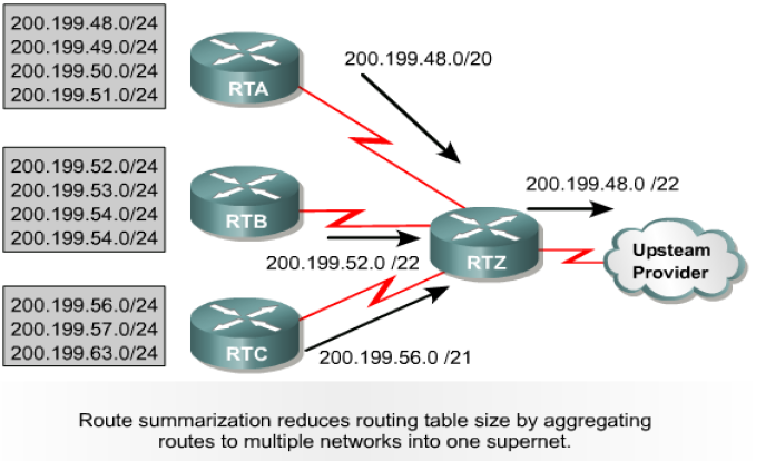 200.199.48.0/24
200.199.49.0/24
200.199.50.0/24
200.199.51.0/24
RTA
200.199.48.0/20
200.199.52.0/24
200.199.53.0/24
200.199.54.0/24
200.199.54.0/24
RTB
200.199.52.0 /22
200.199.56.0/24
200.199.57.0/24
200.199.63.0/24
RTC
200.199.56.0 /21
RTZ
200.199.48.0 /22
Upsteam
Provider
Route summarization reduces routing table size by aggregating
routes to multiple networks into one supernet.